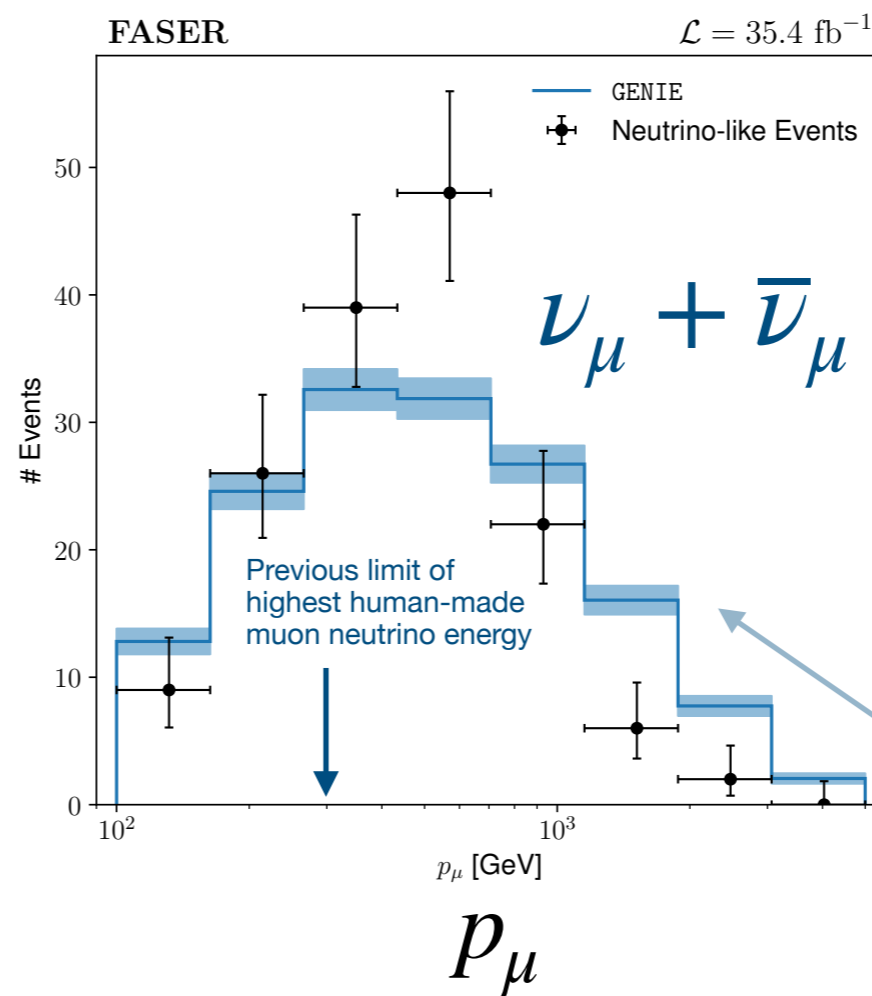 FASER
ℒ = 35.4 fb⁻¹
GENIE
Neutrino-like Events
ν_μ + ν̄_μ
50
40
30
20
10
0
# Events
Previous limit of
highest human-made
muon neutrino energy
10² 10³
p_μ [GeV]
p_μ